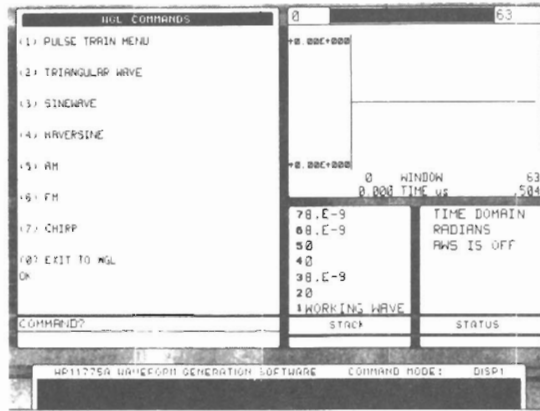 WGL COMMANDS
(1) PULSE TRAIN MENU
(2) TRIANGULAR WAVE
(3) SINEWAVE
(4) HAVERSINE
(5) AM
(6) FM
(7) CHIRP
(0) EXIT TO WGL
OK
COMMAND?
0 63
+0.00E+000
+0.00E+000
0 WINDOW 63
0.000 TIME us .504
7 8.E-9
6 8.E-9
5 0
4 0
3 8.E-9
2 0
1 WORKING WAVE
STACK
TIME DOMAIN
RADIANS
AWS IS OFF
STATUS
HP11775A WAVEFORM GENERATION SOFTWARE COMMAND MODE: DISP1